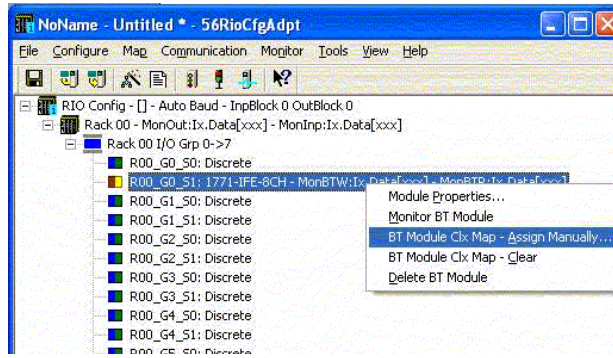 NoName - Untitled * - 56RioCfgAdpt
File Configure Map Communication Monitor Tools View Help
RIO Config - [] - Auto Baud - InpBlock 0 OutBlock 0
Rack 00 - MonOut:Ix.Data[xxx] - MonInp:Ix.Data[xxx]
Rack 00 I/O Grp 0->7
R00_G0_S0: Discrete
R00_G0_S1: 1771-IFE-8CH - MonBTW:Ix.Data[xxx] - MonBTR:Ix.Data[xxx]
R00_G1_S0: Discrete
R00_G1_S1: Discrete
R00_G2_S0: Discrete
R00_G2_S1: Discrete
R00_G3_S0: Discrete
R00_G3_S1: Discrete
R00_G4_S0: Discrete
R00_G4_S1: Discrete
R00_G5_S0: Discrete
Module Properties...
Monitor BT Module
BT Module Clx Map - Assign Manually...
BT Module Clx Map - Clear
Delete BT Module